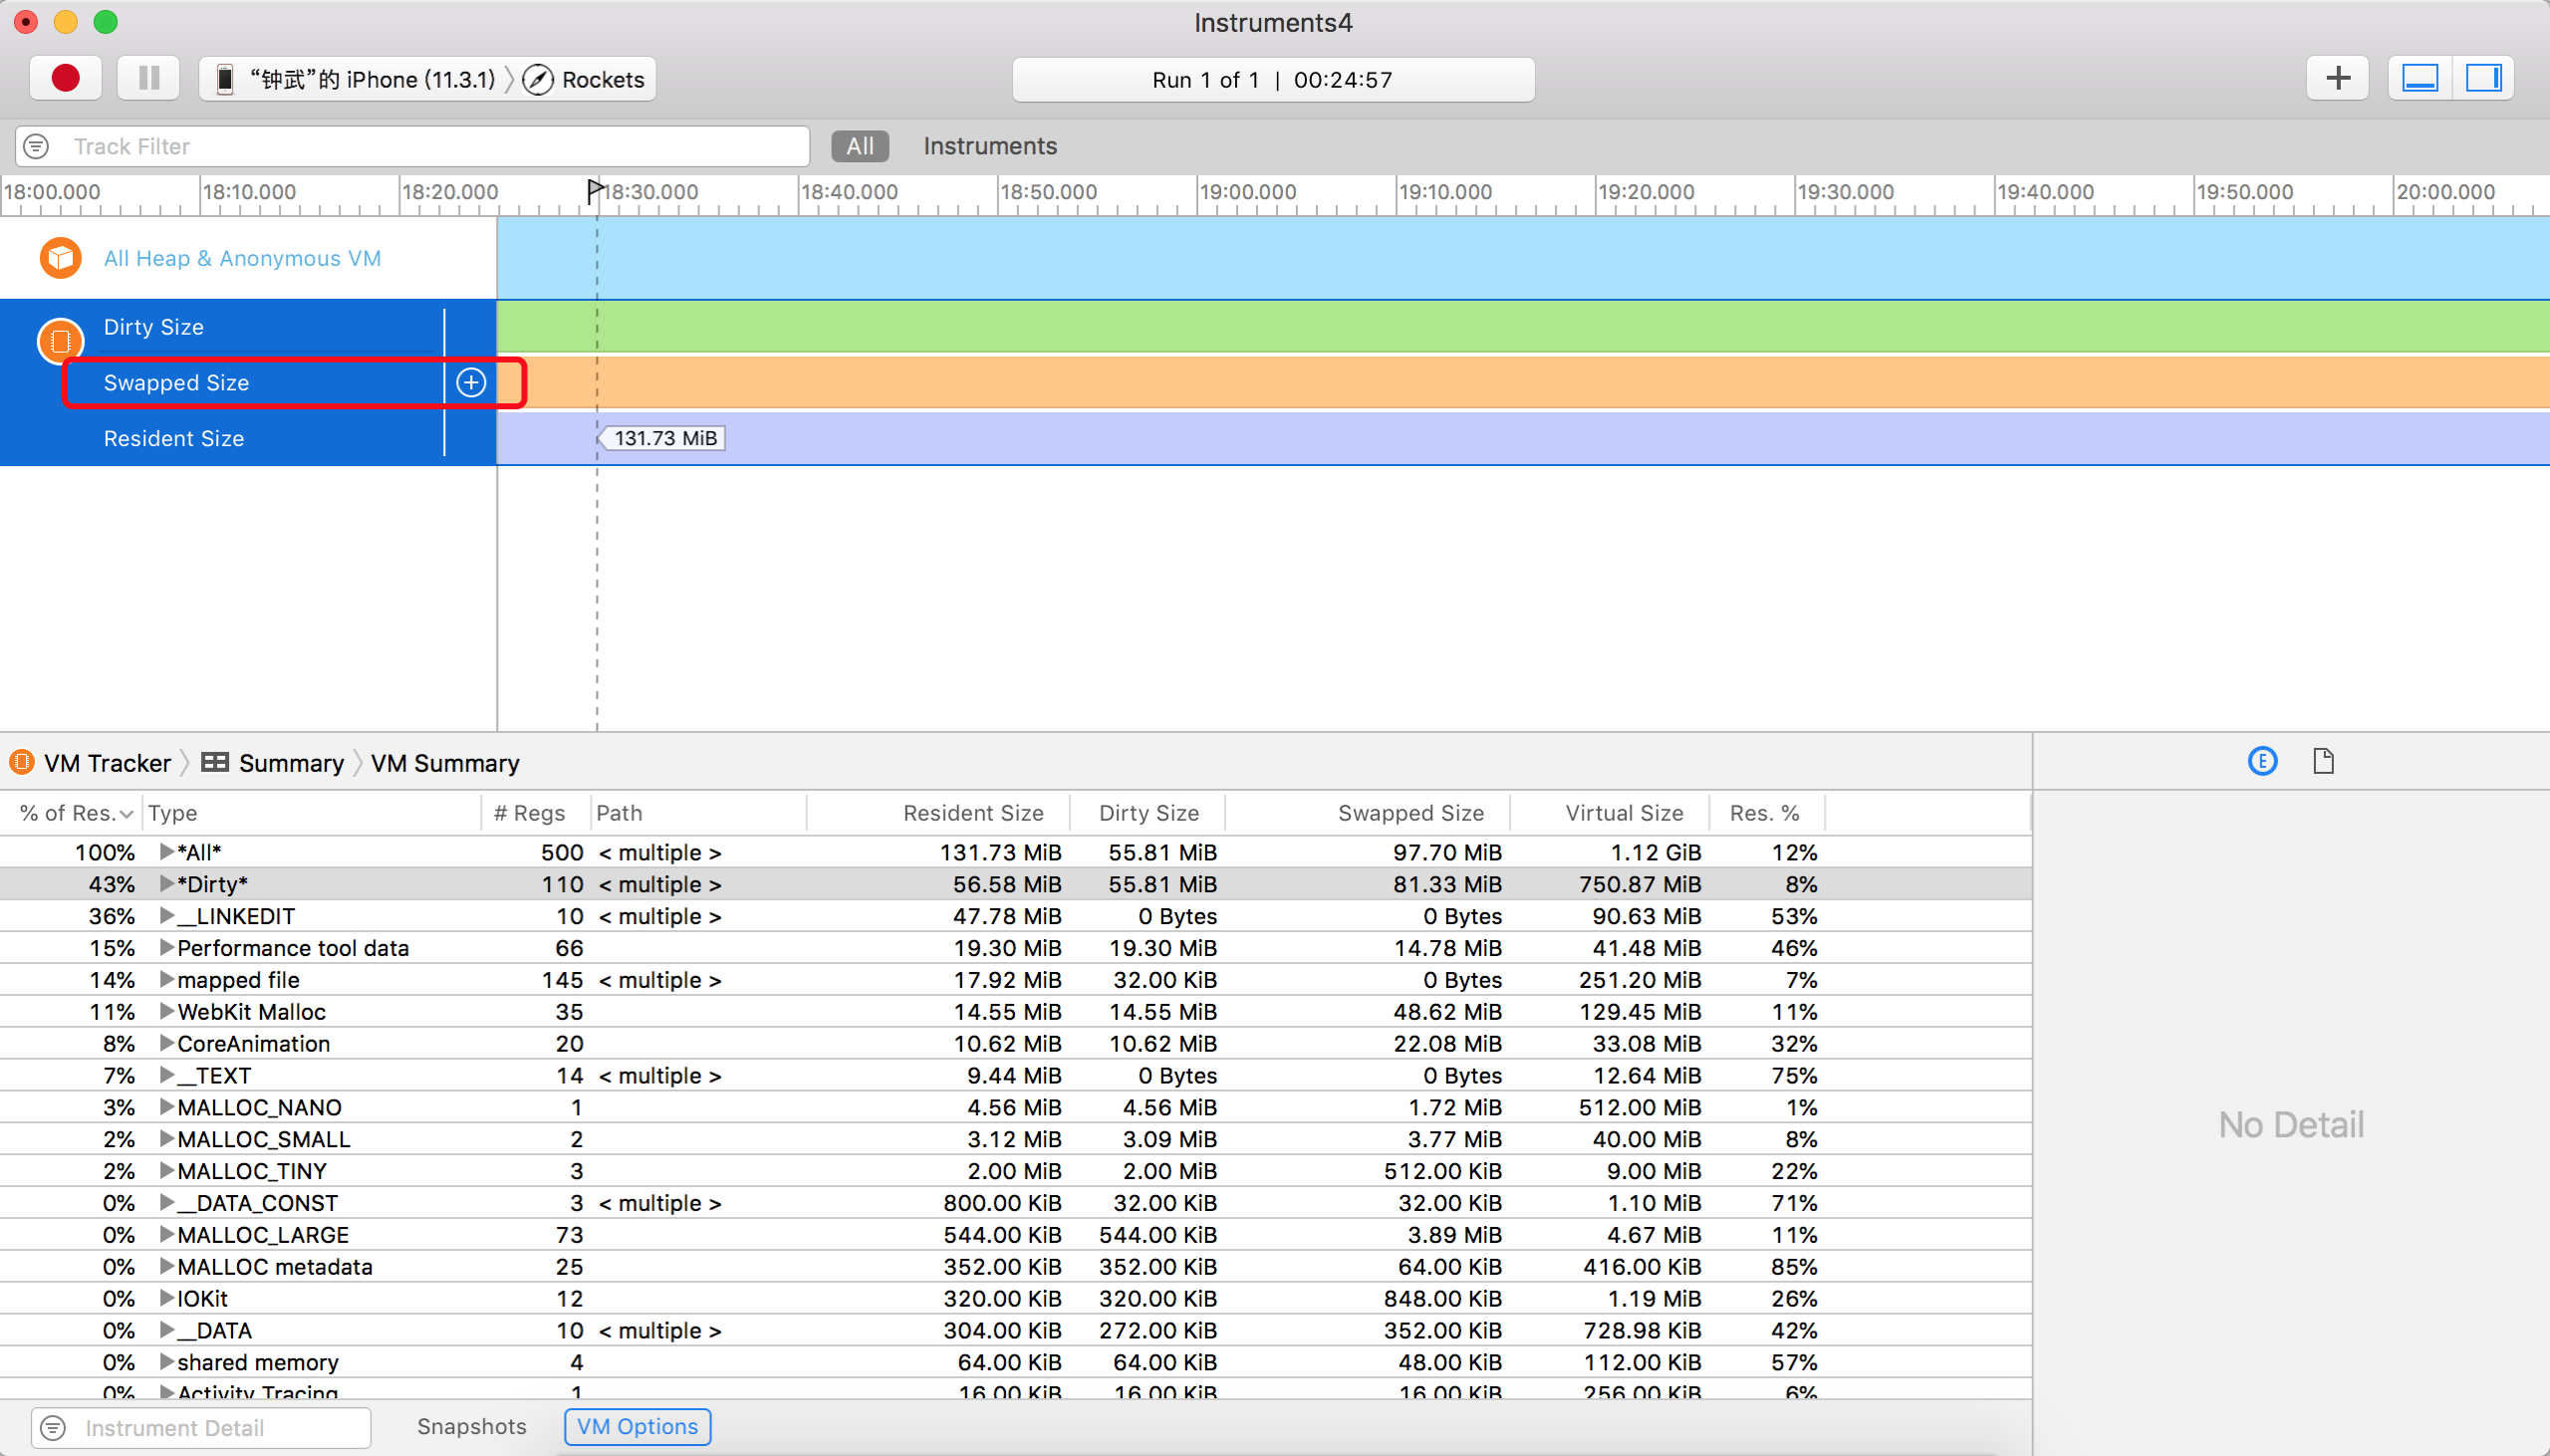 Instruments4
“钟武”的 iPhone (11.3.1) Rockets
Run 1 of 1 | 00:24:57
Track Filter All Instruments
18:00.000 18:10.000 18:20.000 18:30.000 18:40.000 18:50.000 19:00.000 19:10.000 19:20.000 19:30.000 19:40.000 19:50.000 20:00.000
All Heap & Anonymous VM
Dirty Size
Swapped Size
Resident Size 131.73 MiB
VM Tracker Summary VM Summary E
% of Res. Type # Regs Path Resident Size Dirty Size Swapped Size Virtual Size Res. %
100% *All* 500 < multiple > 131.73 MiB 55.81 MiB 97.70 MiB 1.12 GiB 12%
43% *Dirty* 110 < multiple > 56.58 MiB 55.81 MiB 81.33 MiB 750.87 MiB 8%
36% __LINKEDIT 10 < multiple > 47.78 MiB 0 Bytes 0 Bytes 90.63 MiB 53%
15% Performance tool data 66 19.30 MiB 19.30 MiB 14.78 MiB 41.48 MiB 46%
14% mapped file 145 < multiple > 17.92 MiB 32.00 KiB 0 Bytes 251.20 MiB 7%
11% WebKit Malloc 35 14.55 MiB 14.55 MiB 48.62 MiB 129.45 MiB 11%
8% CoreAnimation 20 10.62 MiB 10.62 MiB 22.08 MiB 33.08 MiB 32%
7% __TEXT 14 < multiple > 9.44 MiB 0 Bytes 0 Bytes 12.64 MiB 75%
3% MALLOC_NANO 1 4.56 MiB 4.56 MiB 1.72 MiB 512.00 MiB 1%
2% MALLOC_SMALL 2 3.12 MiB 3.09 MiB 3.77 MiB 40.00 MiB 8%
2% MALLOC_TINY 3 2.00 MiB 2.00 MiB 512.00 KiB 9.00 MiB 22%
0% __DATA_CONST 3 < multiple > 800.00 KiB 32.00 KiB 32.00 KiB 1.10 MiB 71%
0% MALLOC_LARGE 73 544.00 KiB 544.00 KiB 3.89 MiB 4.67 MiB 11%
0% MALLOC metadata 25 352.00 KiB 352.00 KiB 64.00 KiB 416.00 KiB 85%
0% IOKit 12 320.00 KiB 320.00 KiB 848.00 KiB 1.19 MiB 26%
0% __DATA 10 < multiple > 304.00 KiB 272.00 KiB 352.00 KiB 728.98 KiB 42%
0% shared memory 4 64.00 KiB 64.00 KiB 48.00 KiB 112.00 KiB 57%
0% Activity Tracing 1 16.00 KiB 16.00 KiB 16.00 KiB 256.00 KiB 6%
No Detail
Instrument Detail Snapshots VM Options